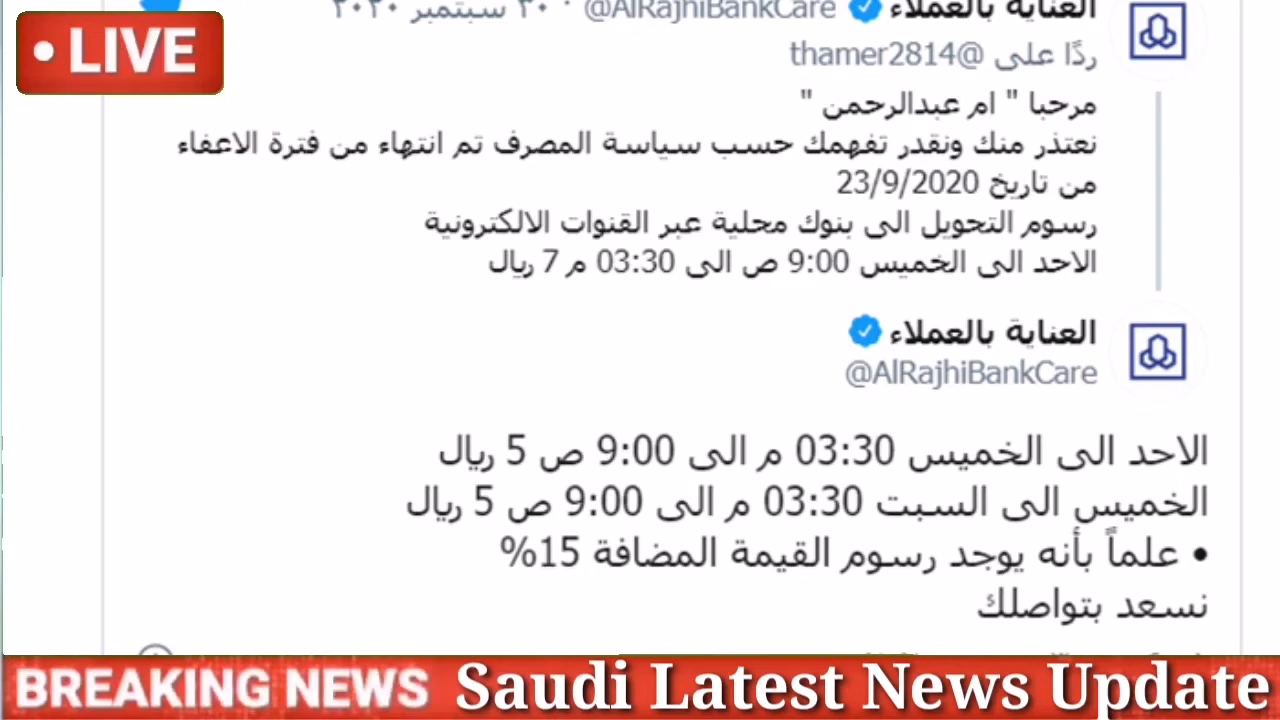 • LIVE
العناية بالعملاء @AlRajhiBankCare · ٣٠ سبتمبر ٢٠٢٠
ردًا على @thamer2814
مرحبا " ام عبدالرحمن "
نعتذر منك ونقدر تفهمك حسب سياسة المصرف تم انتهاء من فترة الاعفاء
من تاريخ 23/9/2020
رسوم التحويل الى بنوك محلية عبر القنوات الالكترونية
الاحد الى الخميس 9:00 ص الى 03:30 م 7 ريال
العناية بالعملاء
@AlRajhiBankCare
الاحد الى الخميس 03:30 م الى 9:00 ص 5 ريال
الخميس الى السبت 03:30 م الى 9:00 ص 5 ريال
• علماً بأنه يوجد رسوم القيمة المضافة 15%
نسعد بتواصلك
BREAKING NEWS Saudi Latest News Update